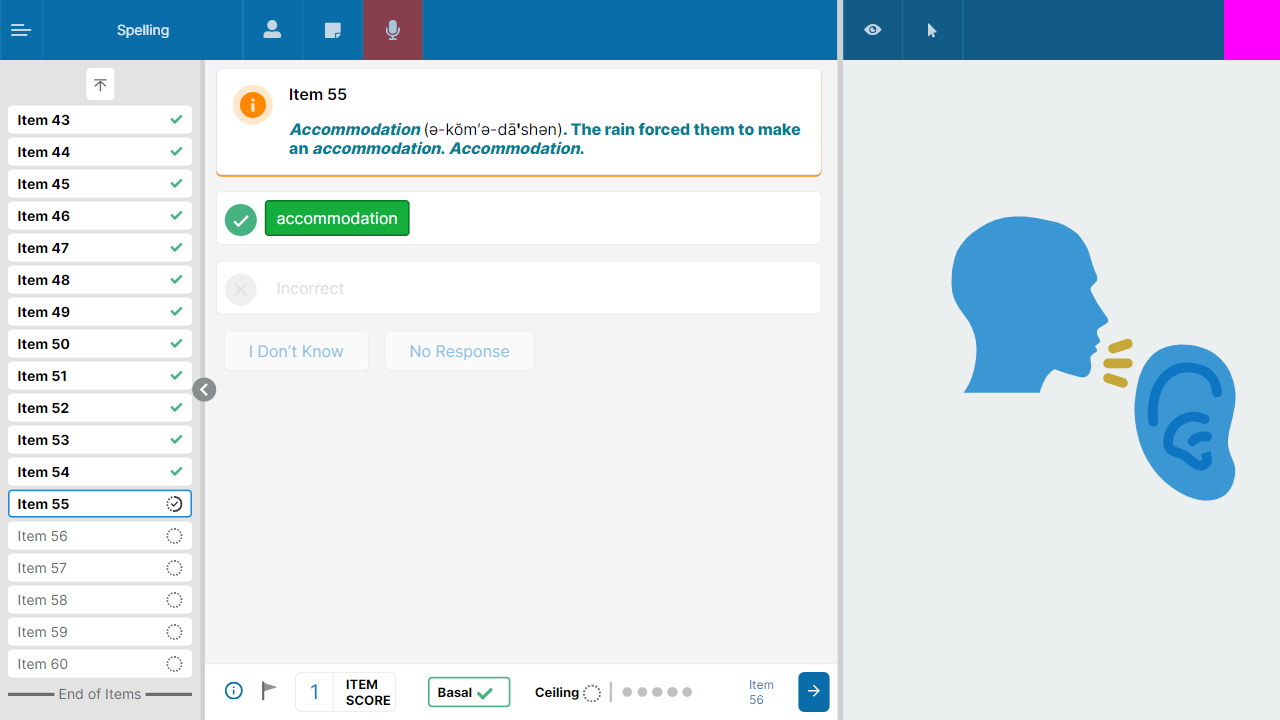 Spelling
Item 43
Item 44
Item 45
Item 46
Item 47
Item 48
Item 49
Item 50
Item 51
Item 52
Item 53
Item 54
Item 55
Item 56
Item 57
Item 58
Item 59
Item 60
End of Items
Item 55
Accommodation (ə-kŏm′ə-dā′shən). The rain forced them to make
an accommodation. Accommodation.
accommodation
Incorrect
I Don't Know
No Response
1
ITEM
SCORE
Basal
Ceiling
Item
56